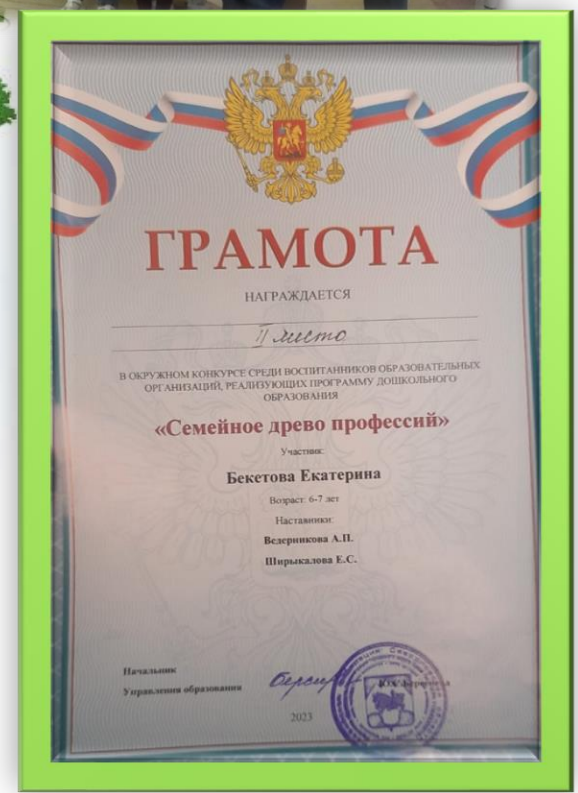 ГРАМОТА
НАГРАЖДАЕТСЯ
II место
В ОКРУЖНОМ КОНКУРСЕ СРЕДИ ВОСПИТАННИКОВ ОБРАЗОВАТЕЛЬНЫХ
ОРГАНИЗАЦИЙ, РЕАЛИЗУЮЩИХ ПРОГРАММУ ДОШКОЛЬНОГО
ОБРАЗОВАНИЯ
«Семейное древо профессий»
Участник:
Бекетова Екатерина
Возраст: 6-7 лет
Наставники:
Ведерникова А.П.
Ширыкалова Е.С.
Начальник
Управления образования
2023